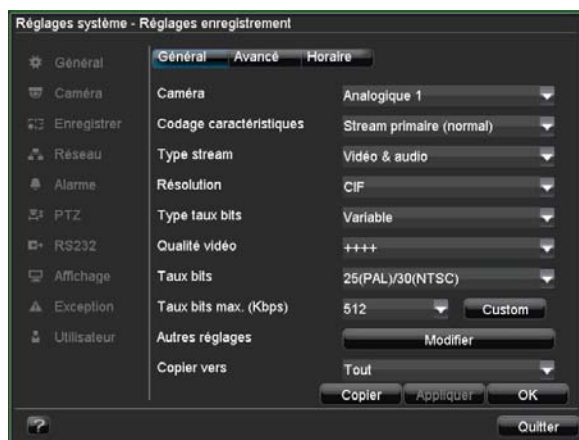 Réglages système - Réglages enregistrement
Général Avancé Horaire
Général
Caméra
Enregistrer
Réseau
Alarme
PTZ
RS232
Affichage
Exception
Utilisateur
Caméra Analogique 1
Codage caractéristiques Stream primaire (normal)
Type stream Vidéo & audio
Résolution CIF
Type taux bits Variable
Qualité vidéo ++++
Taux bits 25(PAL)/30(NTSC)
Taux bits max. (Kbps) 512 Custom
Autres réglages Modifier
Copier vers Tout
Copier Appliquer OK
? Quitter